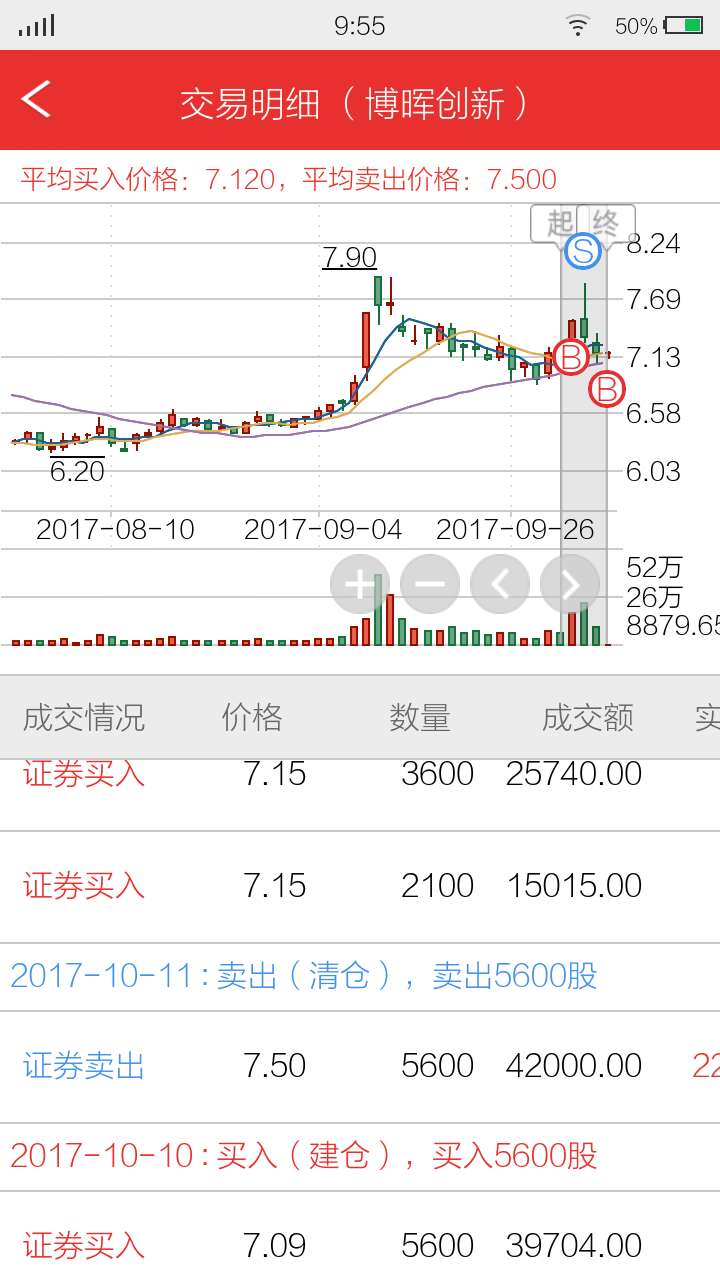 9:55
50%
交易明细（博晖创新）
平均买入价格：7.120，平均卖出价格：7.500
起 终
S
8.24
7.90
7.69
B
7.13
B
6.58
6.20
6.03
2017-08-10 2017-09-04 2017-09-26
52万
26万
8879.65
成交情况 价格 数量 成交额 实
证券买入 7.15 3600 25740.00
证券买入 7.15 2100 15015.00
2017-10-11：卖出（清仓），卖出5600股
证券卖出 7.50 5600 42000.00 22
2017-10-10：买入（建仓），买入5600股
证券买入 7.09 5600 39704.00